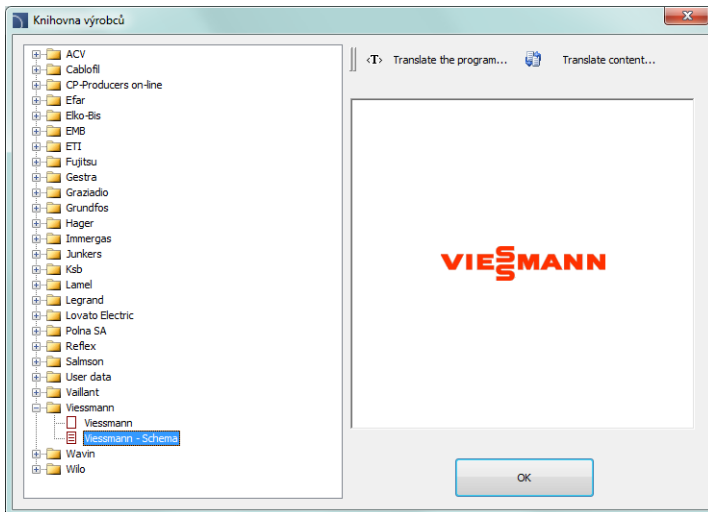 Knihovna výrobců
ACV
Cablofil
CP-Producers on-line
Efar
Elko-Bis
EMB
ETI
Fujitsu
Gestra
Graziadio
Grundfos
Hager
Immergas
Junkers
Ksb
Lamel
Legrand
Lovato Electric
Polna SA
Reflex
Salmson
User data
Vaillant
Viessmann
Viessmann
Viessmann - Schema
Wavin
Wilo
<T> Translate the program... Translate content...
VIESSMANN
OK